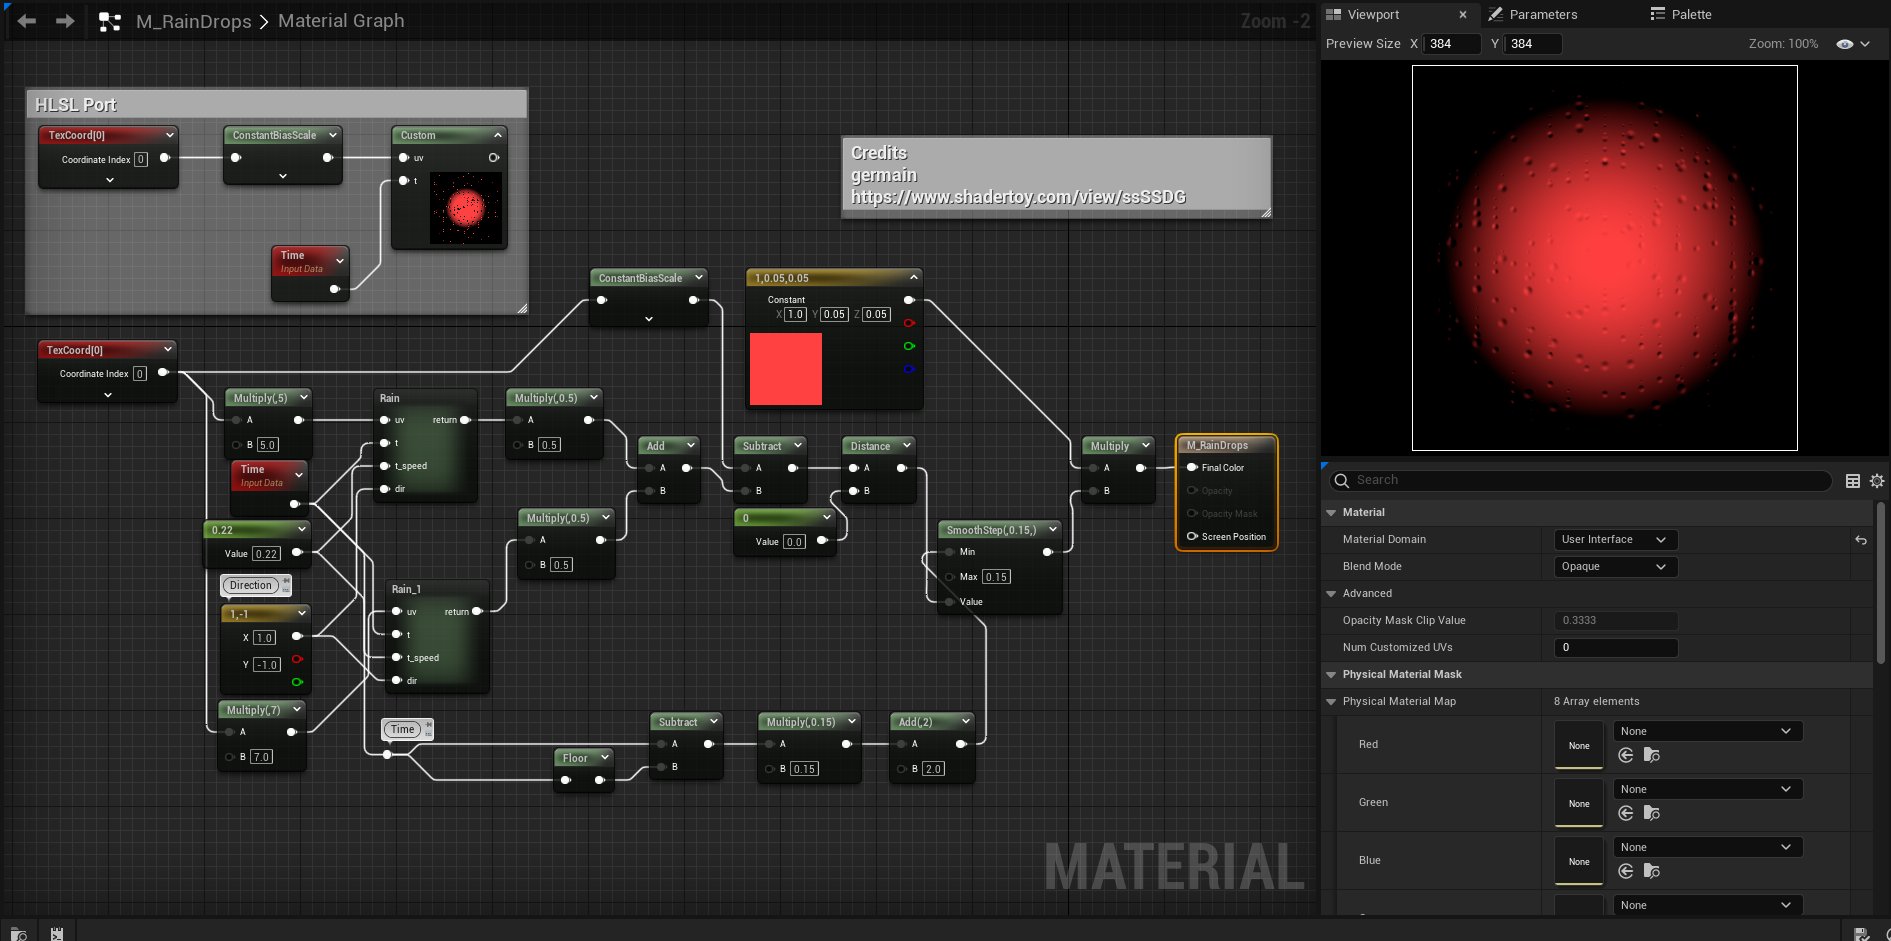 M_RainDrops > Material Graph
Zoom -2
HLSL Port
TexCoord[0]
Coordinate Index 0
ConstantBiasScale
Custom
uv
t
Time
Input Data
Credits
germain
https://www.shadertoy.com/view/ssSSDG
ConstantBiasScale
1,0.05,0.05
Constant
X 1.0 Y 0.05 Z 0.05
TexCoord[0]
Coordinate Index 0
Multiply(,5)
A
B 5.0
Time
Input Data
0.22
Value 0.22
Direction
1,-1
X 1.0
Y -1.0
Multiply(,7)
A
B 7.0
Rain
uv return
t
t_speed
dir
Multiply(,0.5)
A
B 0.5
Rain_1
uv return
t
t_speed
dir
Multiply(,0.5)
A
B 0.5
Add
A
B
Subtract
A
B
0
Value 0.0
Distance
A
B
SmoothStep(,0.15,)
Min
Max 0.15
Value
Multiply
A
B
M_RainDrops
Final Color
Opacity
Opacity Mask
Screen Position
Time
Floor
Subtract
A
B
Multiply(,0.15)
A
B 0.15
Add(,2)
A
B 2.0
MATERIAL
Viewport
Parameters
Palette
Preview Size X 384 Y 384
Zoom: 100%
Search
Material
Material Domain User Interface
Blend Mode Opaque
Advanced
Opacity Mask Clip Value 0.3333
Num Customized UVs 0
Physical Material Mask
Physical Material Map 8 Array elements
Red None None
Green None None
Blue None None
None